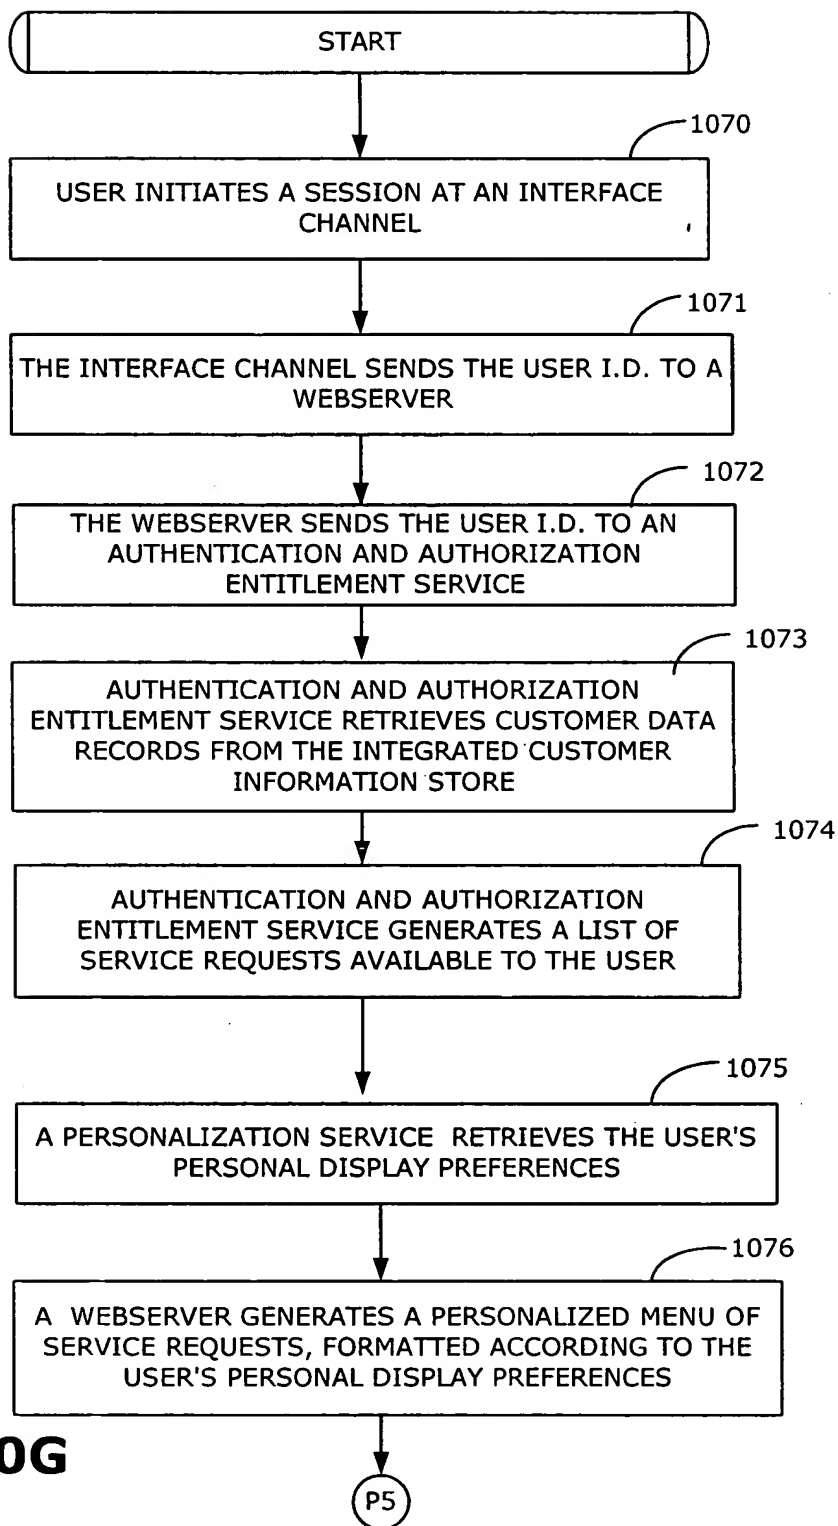 START
1070
USER INITIATES A SESSION AT AN INTERFACE
CHANNEL
1071
THE INTERFACE CHANNEL SENDS THE USER I.D. TO A
WEBSERVER
1072
THE WEBSERVER SENDS THE USER I.D. TO AN
AUTHENTICATION AND AUTHORIZATION
ENTITLEMENT SERVICE
1073
AUTHENTICATION AND AUTHORIZATION
ENTITLEMENT SERVICE RETRIEVES CUSTOMER DATA
RECORDS FROM THE INTEGRATED CUSTOMER
INFORMATION STORE
1074
AUTHENTICATION AND AUTHORIZATION
ENTITLEMENT SERVICE GENERATES A LIST OF
SERVICE REQUESTS AVAILABLE TO THE USER
1075
A PERSONALIZATION SERVICE RETRIEVES THE USER'S
PERSONAL DISPLAY PREFERENCES
1076
A WEBSERVER GENERATES A PERSONALIZED MENU OF
SERVICE REQUESTS, FORMATTED ACCORDING TO THE
USER'S PERSONAL DISPLAY PREFERENCES
0G
P5